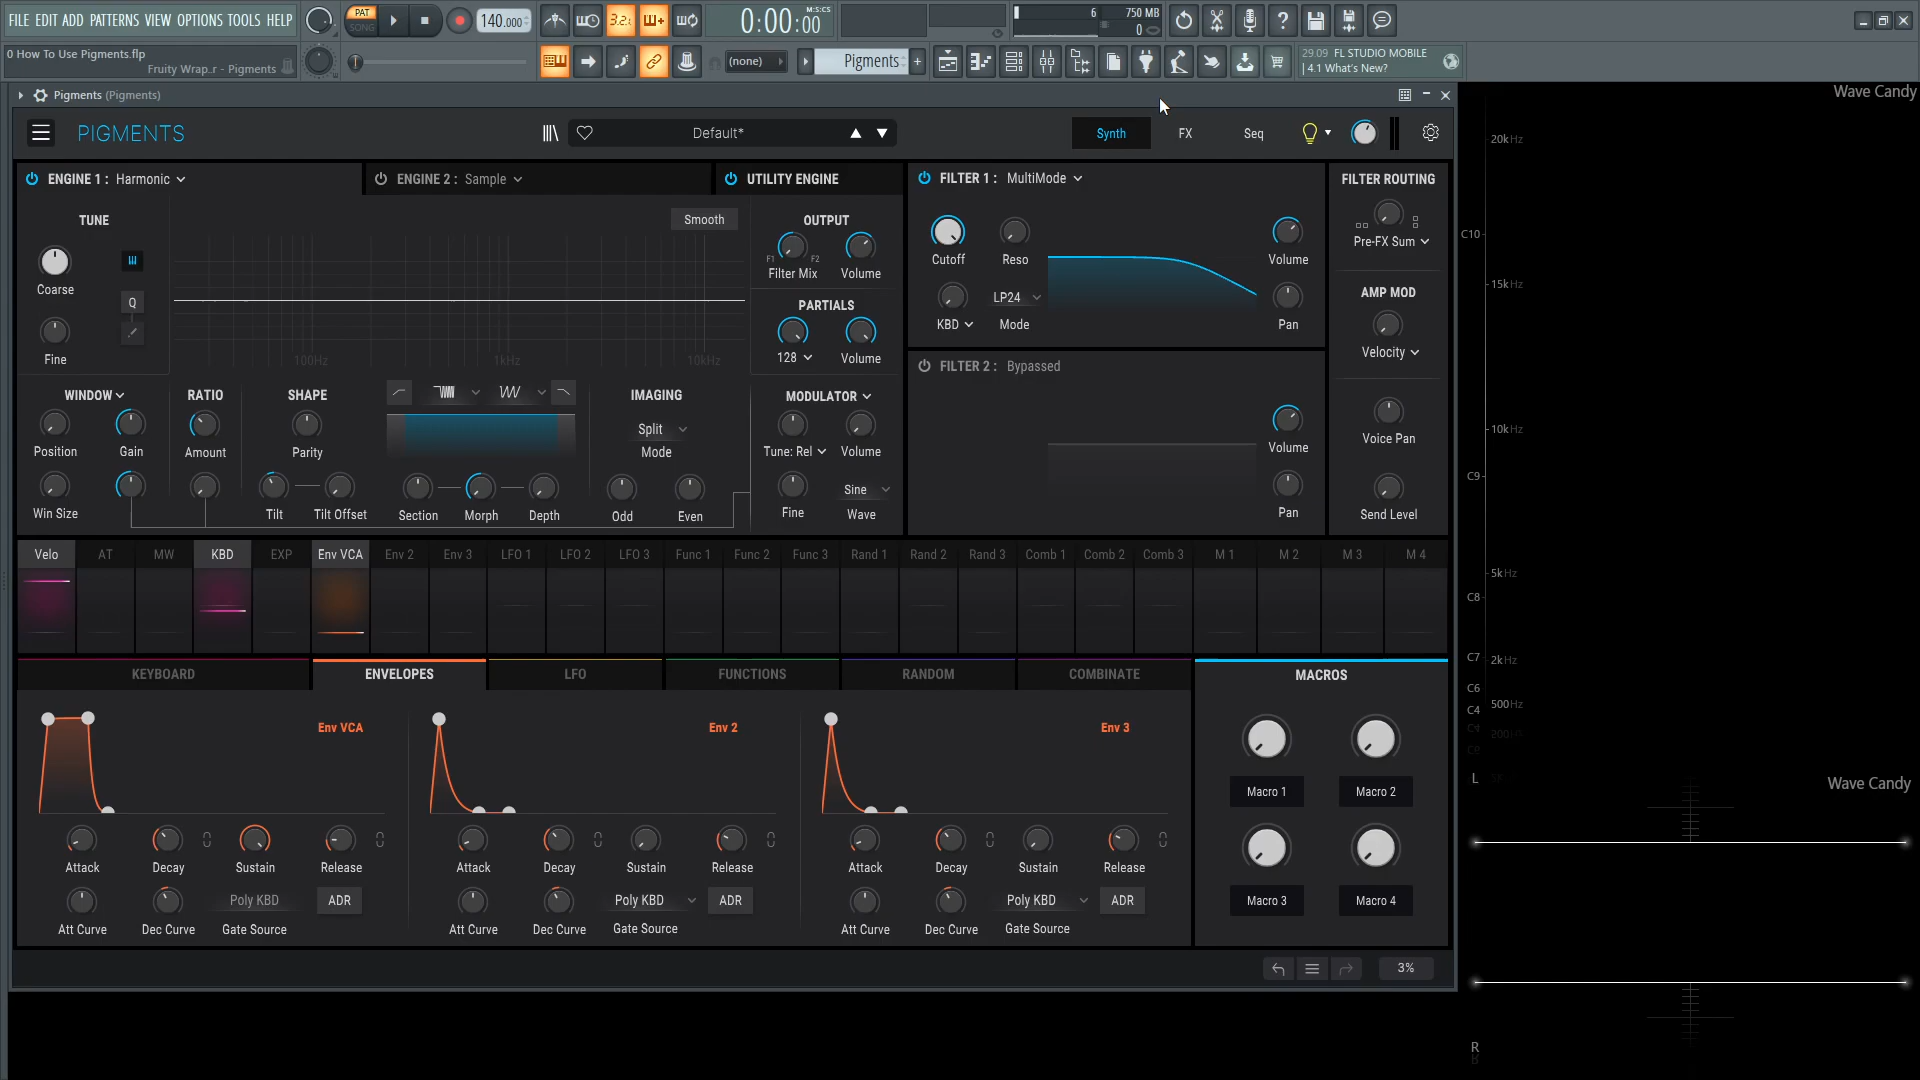 FILE EDIT ADD PATTERNS VIEW OPTIONS TOOLS HELP
PAT
SONG
140.000
3.2.
0:00:00
M:S:CS
6
750 MB
0
0 How To Use Pigments.flp
Fruity Wrap..r - Pigments
(none)
Pigments
29.09 FL STUDIO MOBILE
| 4.1 What's New?
Pigments (Pigments)
Wave Candy
PIGMENTS
Default*
Synth
FX
Seq
ENGINE 1 : Harmonic
ENGINE 2 : Sample
UTILITY ENGINE
FILTER 1 : MultiMode
FILTER ROUTING
TUNE
Smooth
OUTPUT
Coarse
Q
Fine
100Hz
1kHz
10kHz
F1
F2
Filter Mix
Volume
PARTIALS
128
Volume
Cutoff
Reso
Volume
KBD
LP24
Mode
Pan
Pre-FX Sum
AMP MOD
Velocity
FILTER 2 : Bypassed
WINDOW
RATIO
SHAPE
IMAGING
MODULATOR
Position
Gain
Amount
Parity
Split
Mode
Tune: Rel
Volume
Volume
Voice Pan
Win Size
Tilt
Tilt Offset
Section
Morph
Depth
Odd
Even
Fine
Sine
Wave
Pan
Send Level
Velo
AT
MW
KBD
EXP
Env VCA
Env 2
Env 3
LFO 1
LFO 2
LFO 3
Func 1
Func 2
Func 3
Rand 1
Rand 2
Rand 3
Comb 1
Comb 2
Comb 3
M 1
M 2
M 3
M 4
KEYBOARD
ENVELOPES
LFO
FUNCTIONS
RANDOM
COMBINATE
MACROS
Env VCA
Env 2
Env 3
Macro 1
Macro 2
Attack
Decay
Sustain
Release
Attack
Decay
Sustain
Release
Attack
Decay
Sustain
Release
Poly KBD
ADR
Poly KBD
ADR
Poly KBD
ADR
Macro 3
Macro 4
Att Curve
Dec Curve
Gate Source
Att Curve
Dec Curve
Gate Source
Att Curve
Dec Curve
Gate Source
3%
20kHz
C10
15kHz
10kHz
C9
5kHz
C8
C7
2kHz
C6
C4
500Hz
L
Wave Candy
R